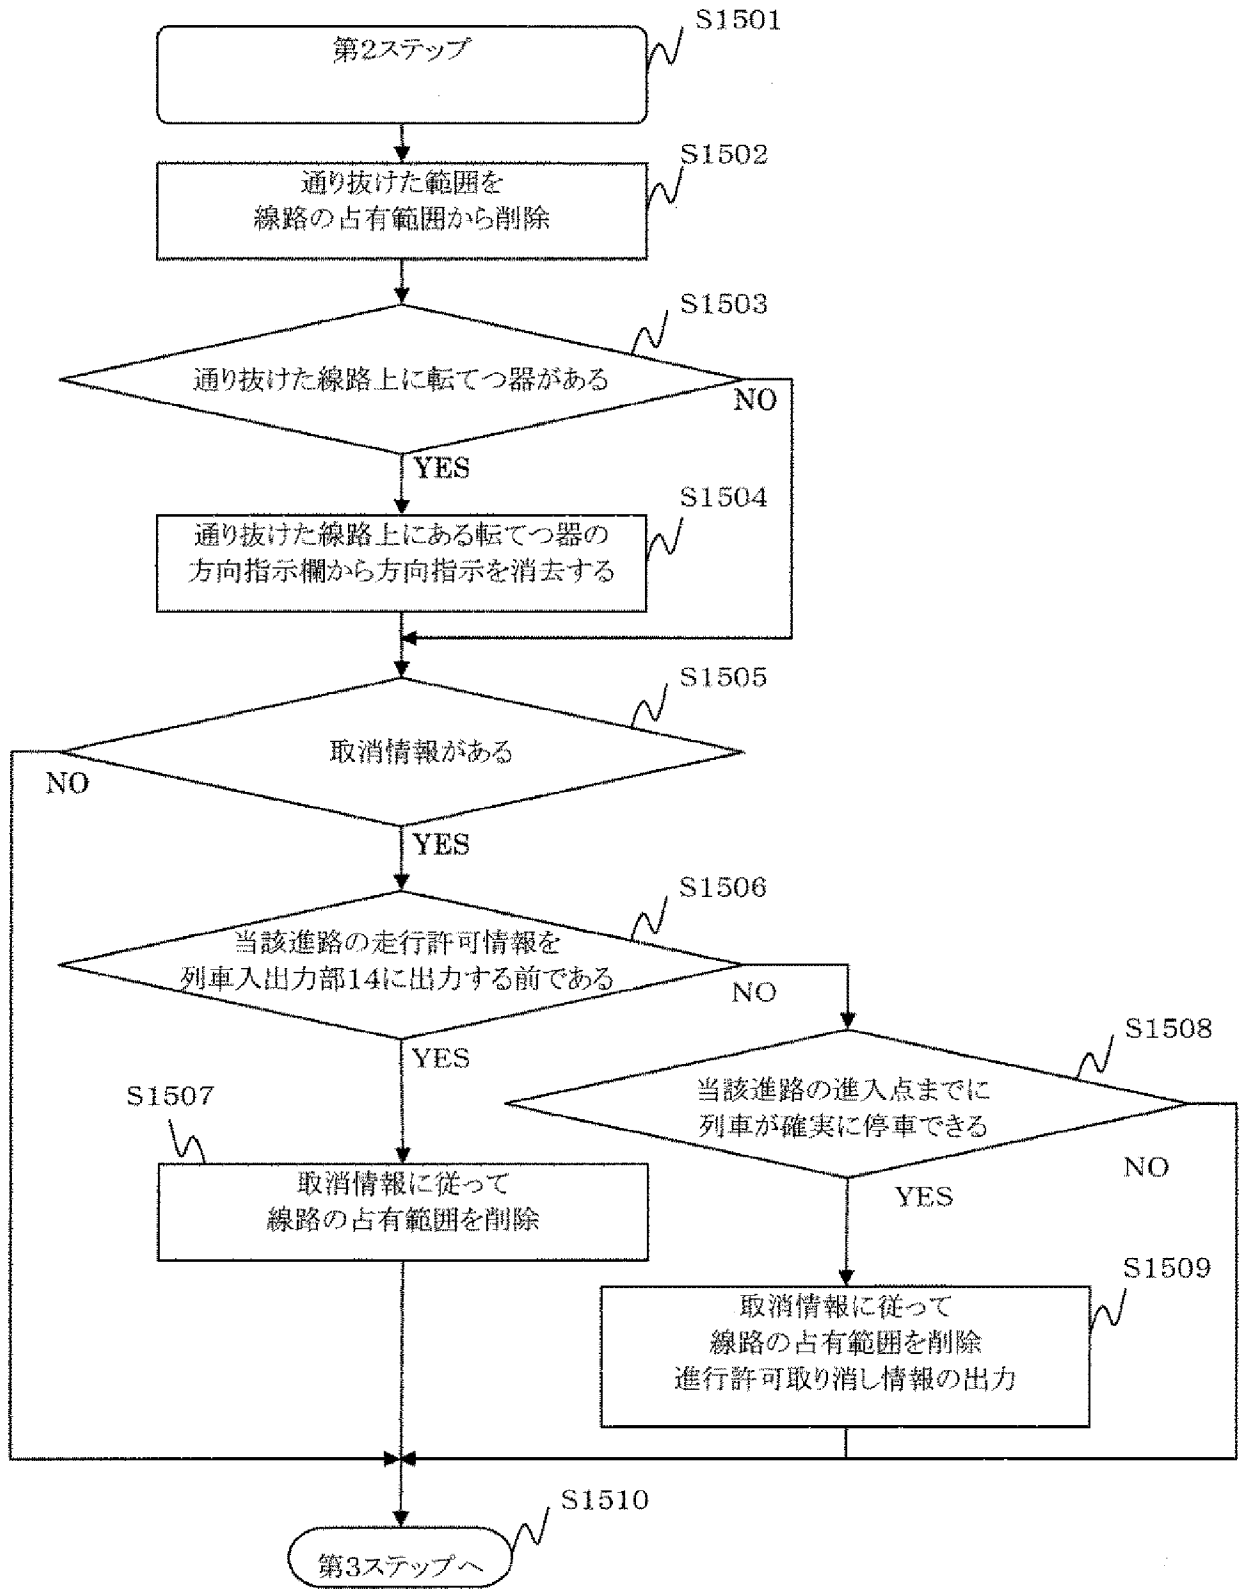 S1501
第2ステップ
S1502
通り抜けた範囲を
線路の占有範囲から削除
S1503
通り抜けた線路上に転てつ器がある
NO
YES
S1504
通り抜けた線路上にある転てつ器の
方向指示欄から方向指示を消去する
S1505
取消情報がある
NO
YES
S1506
当該進路の走行許可情報を
列車入出力部14に出力する前である
NO
YES
S1508
当該進路の進入点までに
列車が確実に停車できる
NO
YES
S1507
取消情報に従って
線路の占有範囲を削除
S1509
取消情報に従って
線路の占有範囲を削除
進行許可取り消し情報の出力
S1510
第3ステップへ